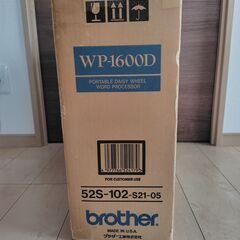 WP-1600D
PORTABLE DAISY WHEEL
WORD PROCESSOR
FOR CUSTOMER USE
52S-102-S21-05
brother
MADE IN U.S.A.
ブラザー工業株式会社